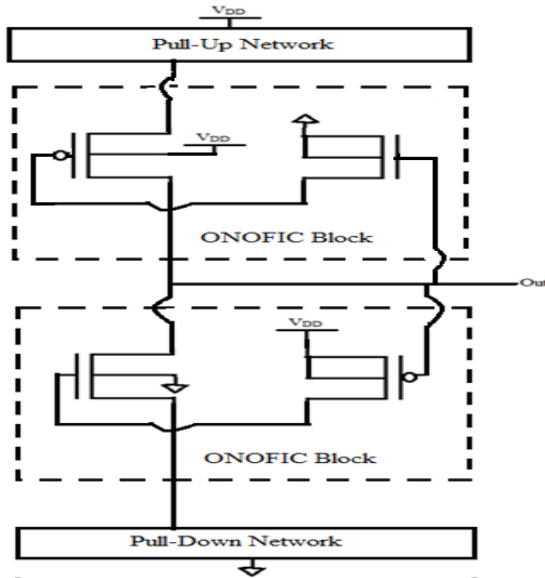 VDD
Pull-Up Network
VDD
ONOFIC Block
Out
VDD
ONOFIC Block
Pull-Down Network